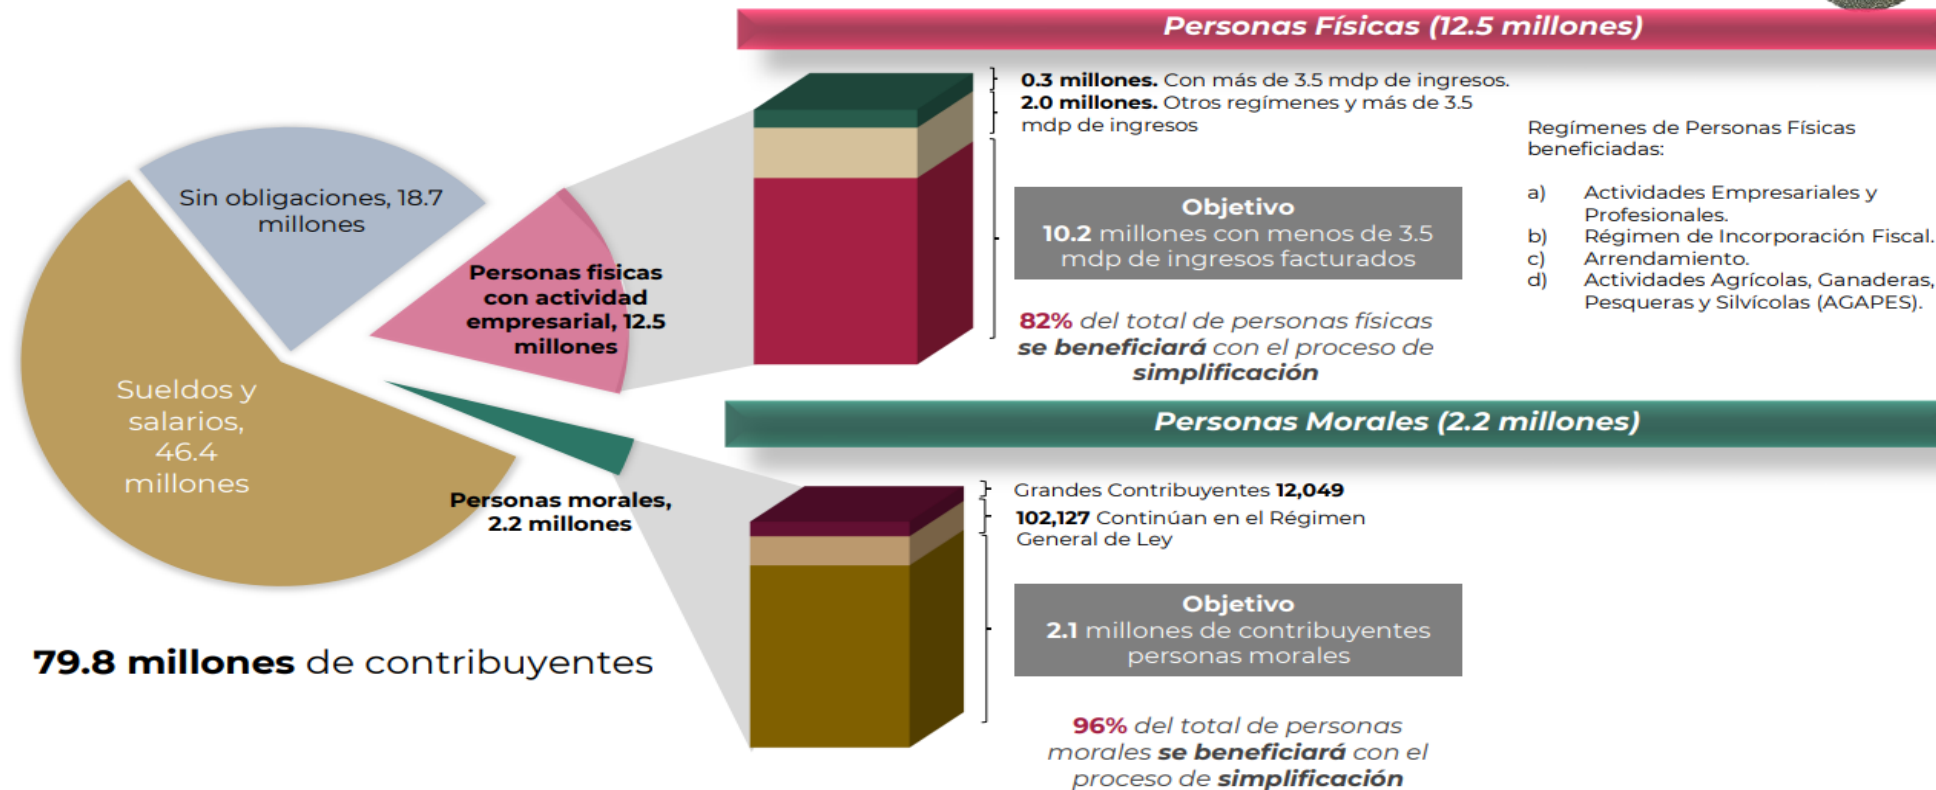 Personas Físicas (12.5 millones)
0.3 millones. Con más de 3.5 mdp de ingresos.
2.0 millones. Otros regímenes y más de 3.5
mdp de ingresos
Regímenes de Personas Físicas
beneficiadas:
a) Actividades Empresariales y
Profesionales.
b) Régimen de Incorporación Fiscal.
c) Arrendamiento.
d) Actividades Agrícolas, Ganaderas,
Pesqueras y Silvícolas (AGAPES).
Objetivo
10.2 millones con menos de 3.5
mdp de ingresos facturados
82% del total de personas físicas
se beneficiará con el proceso de
simplificación
Sin obligaciones, 18.7
millones
Personas fisicas
con actividad
empresarial, 12.5
millones
Sueldos y
salarios,
46.4
millones
Personas morales,
2.2 millones
79.8 millones de contribuyentes
Personas Morales (2.2 millones)
Grandes Contribuyentes 12,049
102,127 Continúan en el Régimen
General de Ley
Objetivo
2.1 millones de contribuyentes
personas morales
96% del total de personas
morales se beneficiará con el
proceso de simplificación